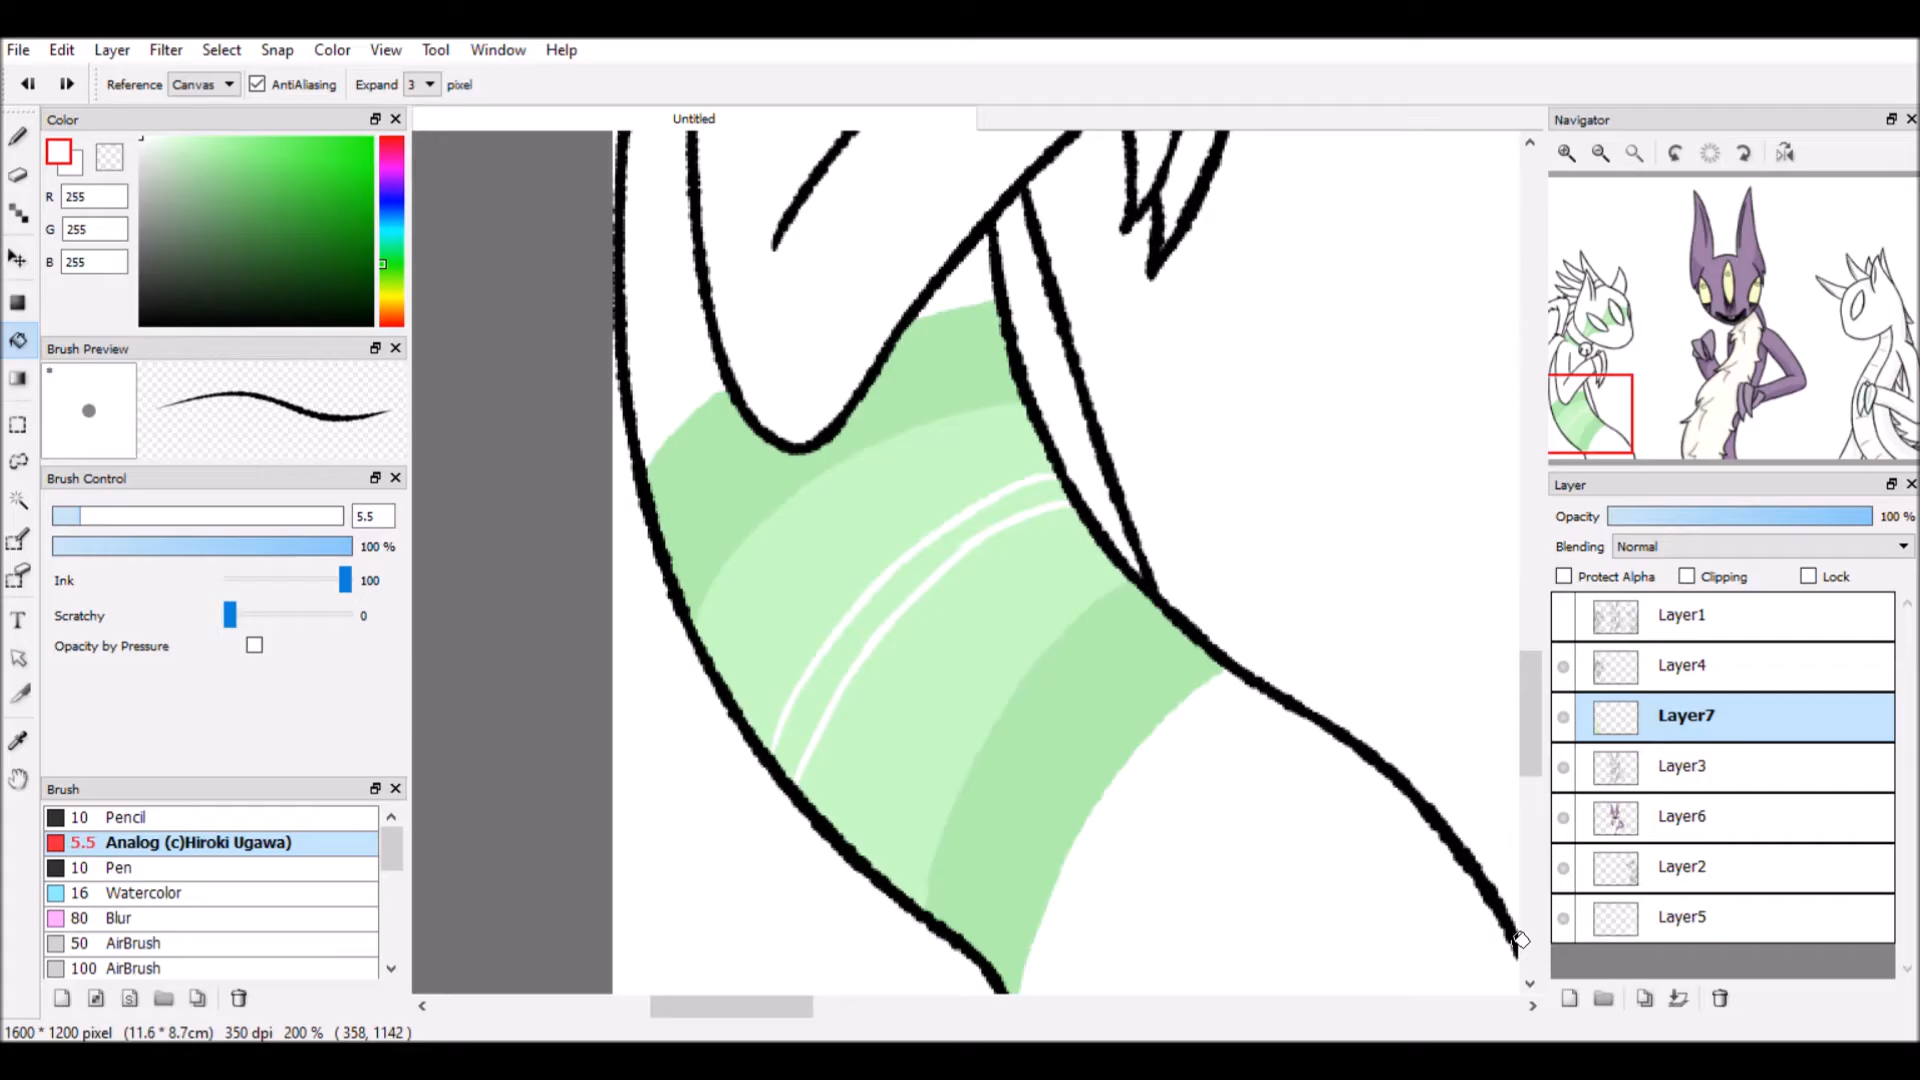 File Edit Layer Filter Select Snap Color View Tool Window Help
Reference Canvas AntiAliasing Expand 3 pixel
Color
R 255
G 255
B 255
Brush Preview
Brush Control
5.5
100 %
Ink 100
Scratchy 0
Opacity by Pressure
Brush
10 Pencil
5.5 Analog (c)Hiroki Ugawa)
10 Pen
16 Watercolor
80 Blur
50 AirBrush
100 AirBrush
1600 * 1200 pixel (11.6 * 8.7cm) 350 dpi 200 % ( 358, 1142 )
Untitled
Navigator
Layer
Opacity 100 %
Blending Normal
Protect Alpha Clipping Lock
Layer1
Layer4
Layer7
Layer3
Layer6
Layer2
Layer5